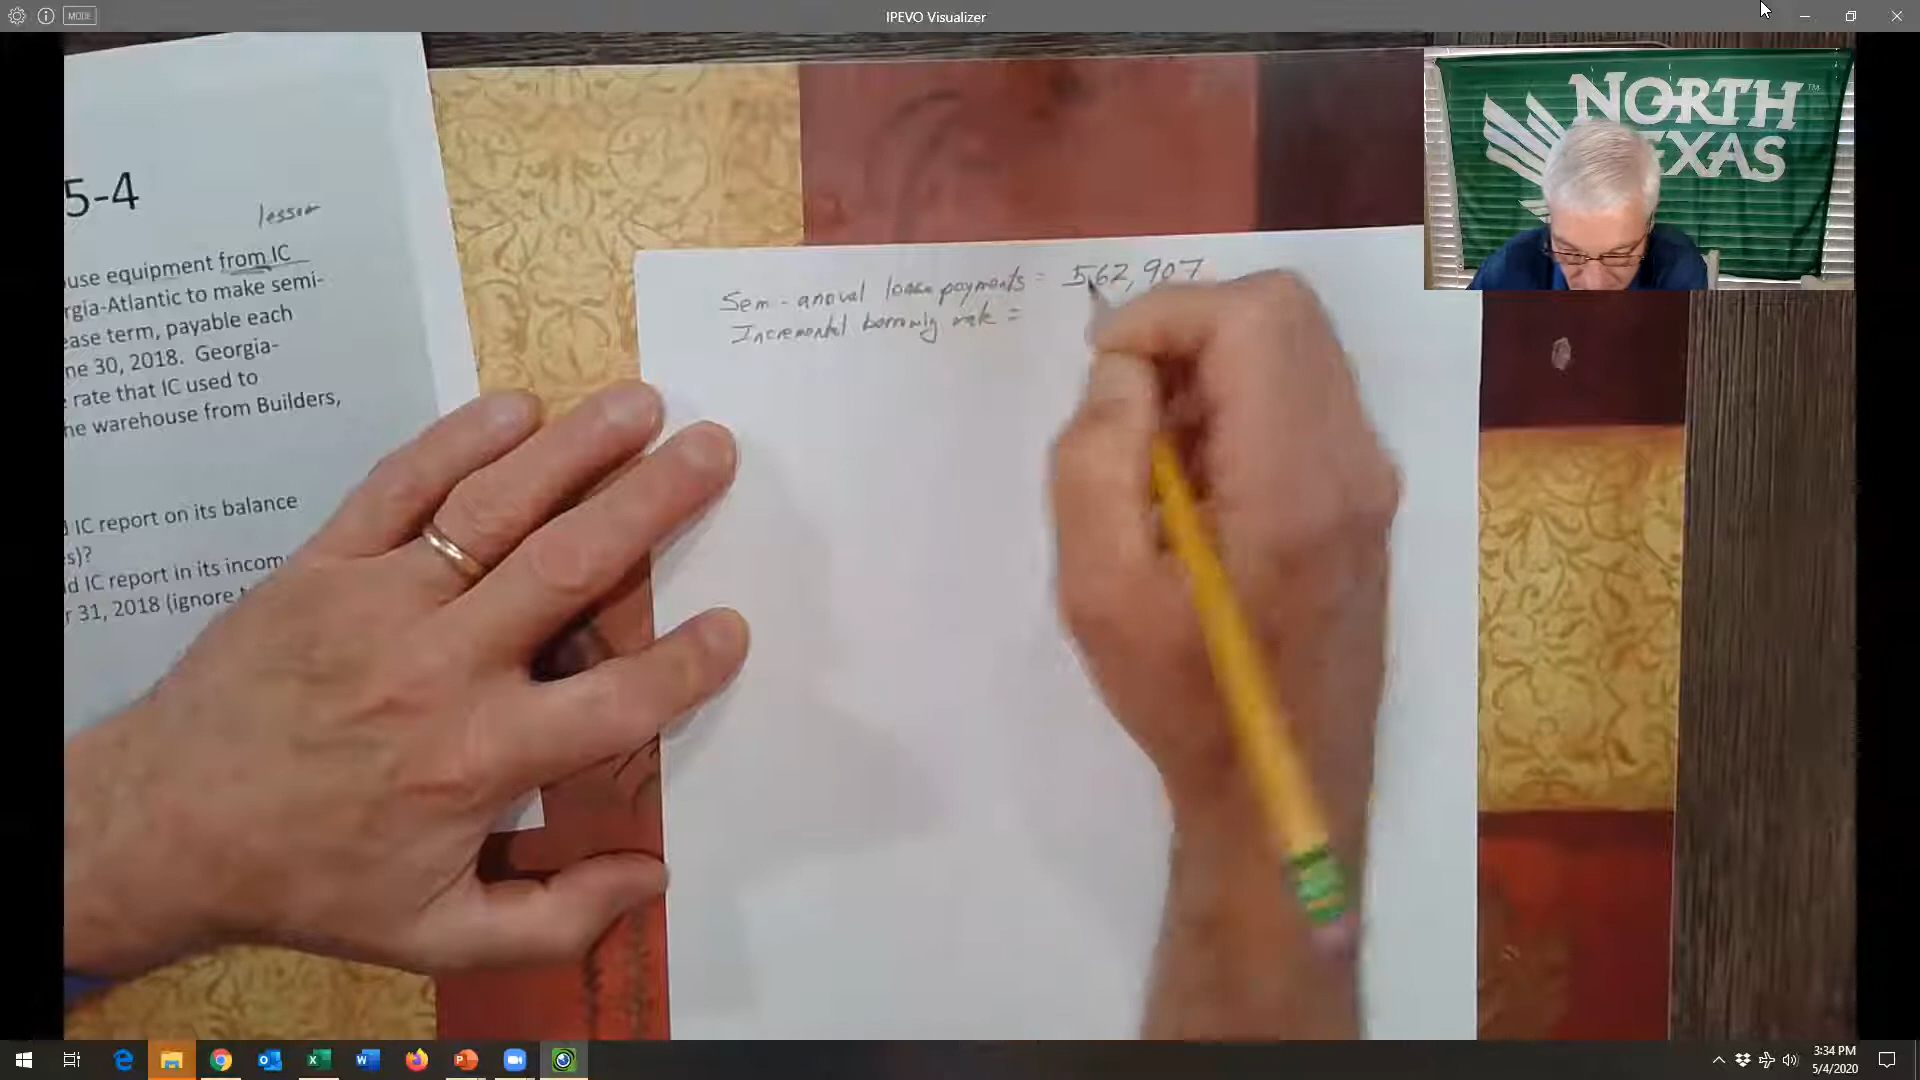 MODE
IPEVO Visualizer
NORTH
TEXAS
5-4
lessor
use equipment from IC
rgia-Atlantic to make semi-
ease term, payable each
ne 30, 2018. Georgia-
rate that IC used to
he warehouse from Builders,
IC report on its balance
s)?
d IC report in its incom
r 31, 2018 (ignore
Sem-anoual lease payments = 562,907
Incremental borrowing rate =
3:34 PM
5/4/2020